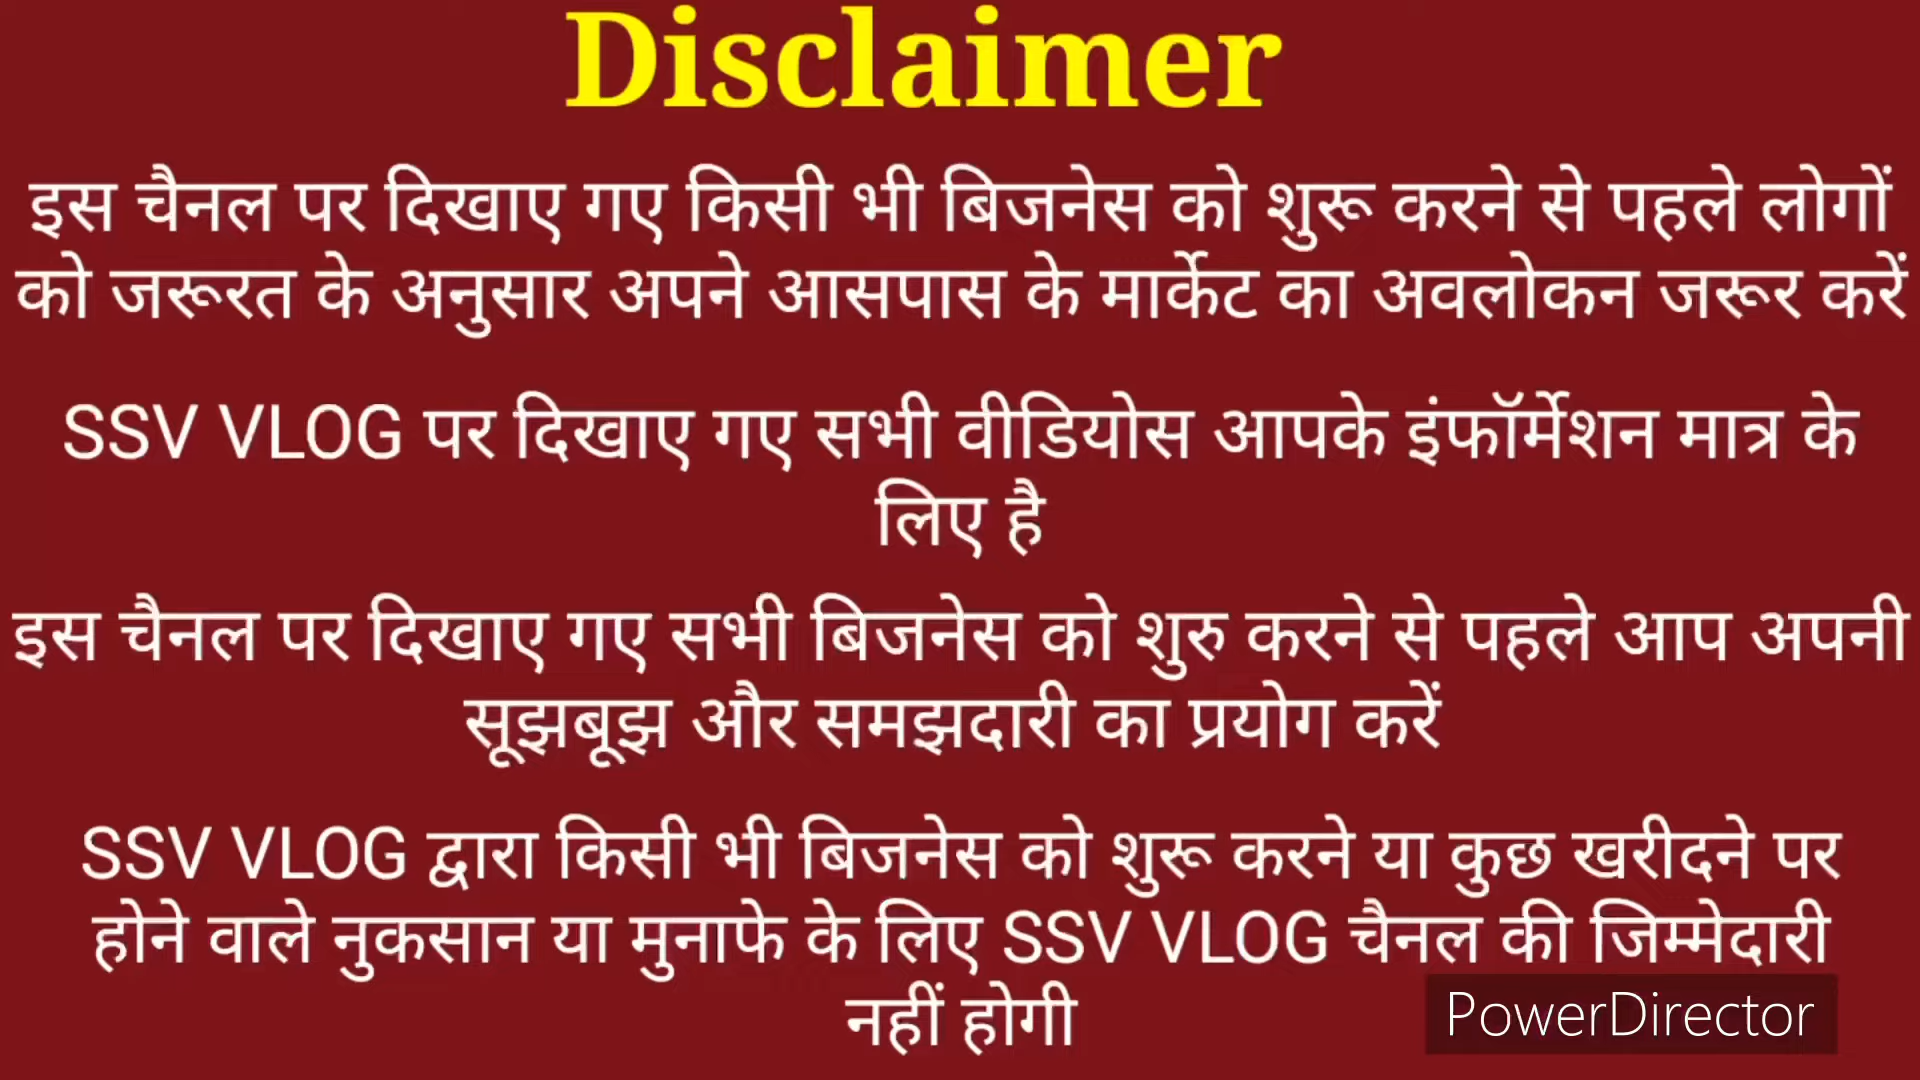 Disclaimer
इस चैनल पर दिखाए गए किसी भी बिजनेस को शुरू करने से पहले लोगों
को जरूरत के अनुसार अपने आसपास के मार्केट का अवलोकन जरूर करें
SSV VLOG पर दिखाए गए सभी वीडियोस आपके इंफॉर्मेशन मात्र के
लिए है
इस चैनल पर दिखाए गए सभी बिजनेस को शुरु करने से पहले आप अपनी
सूझबूझ और समझदारी का प्रयोग करें
SSV VLOG द्वारा किसी भी बिजनेस को शुरू करने या कुछ खरीदने पर
होने वाले नुकसान या मुनाफे के लिए SSV VLOG चैनल की जिम्मेदारी
नहीं होगी
PowerDirector